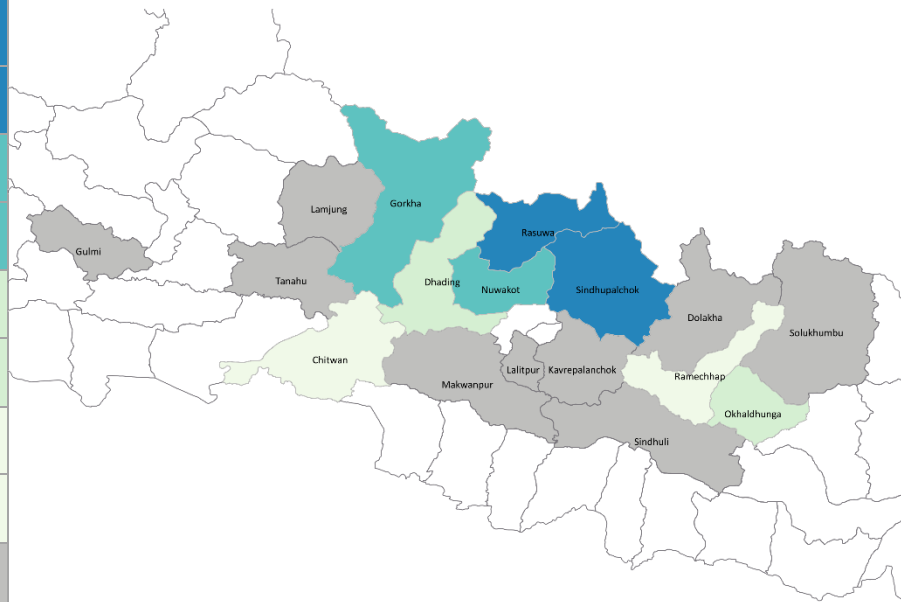 Lamjung
Gorkha
Rasuwa
Gulmi
Tanahu
Dhading
Nuwakot
Sindhupalchok
Dolakha
Solukhumbu
Chitwan
Lalitpur
Kavrepalanchok
Ramechhap
Makwanpur
Okhaldhunga
Sindhuli